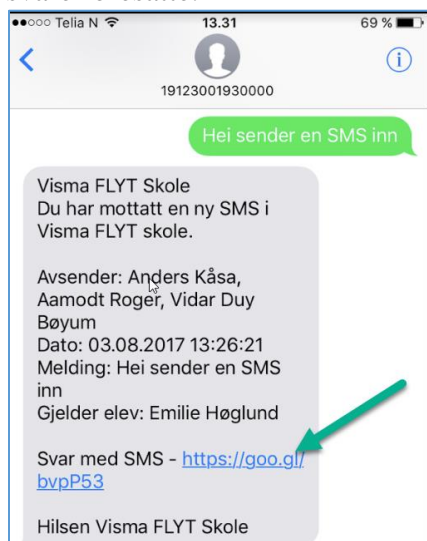 ●●○○○ Telia N 13.31 69 %
19123001930000
Hei sender en SMS inn
Visma FLYT Skole
Du har mottatt en ny SMS i
Visma FLYT skole.
Avsender: Anders Kåsa,
Aamodt Roger, Vidar Duy
Bøyum
Dato: 03.08.2017 13:26:21
Melding: Hei sender en SMS
inn
Gjelder elev: Emilie Høglund
Svar med SMS - https://goo.gl/
bvpP53
Hilsen Visma FLYT Skole